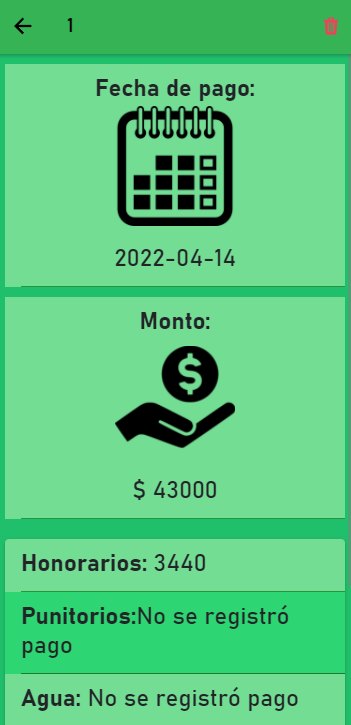 1
Fecha de pago:
2022-04-14
Monto:
$
$ 43000
Honorarios: 3440
Punitorios:No se registró
pago
Agua: No se registró pago